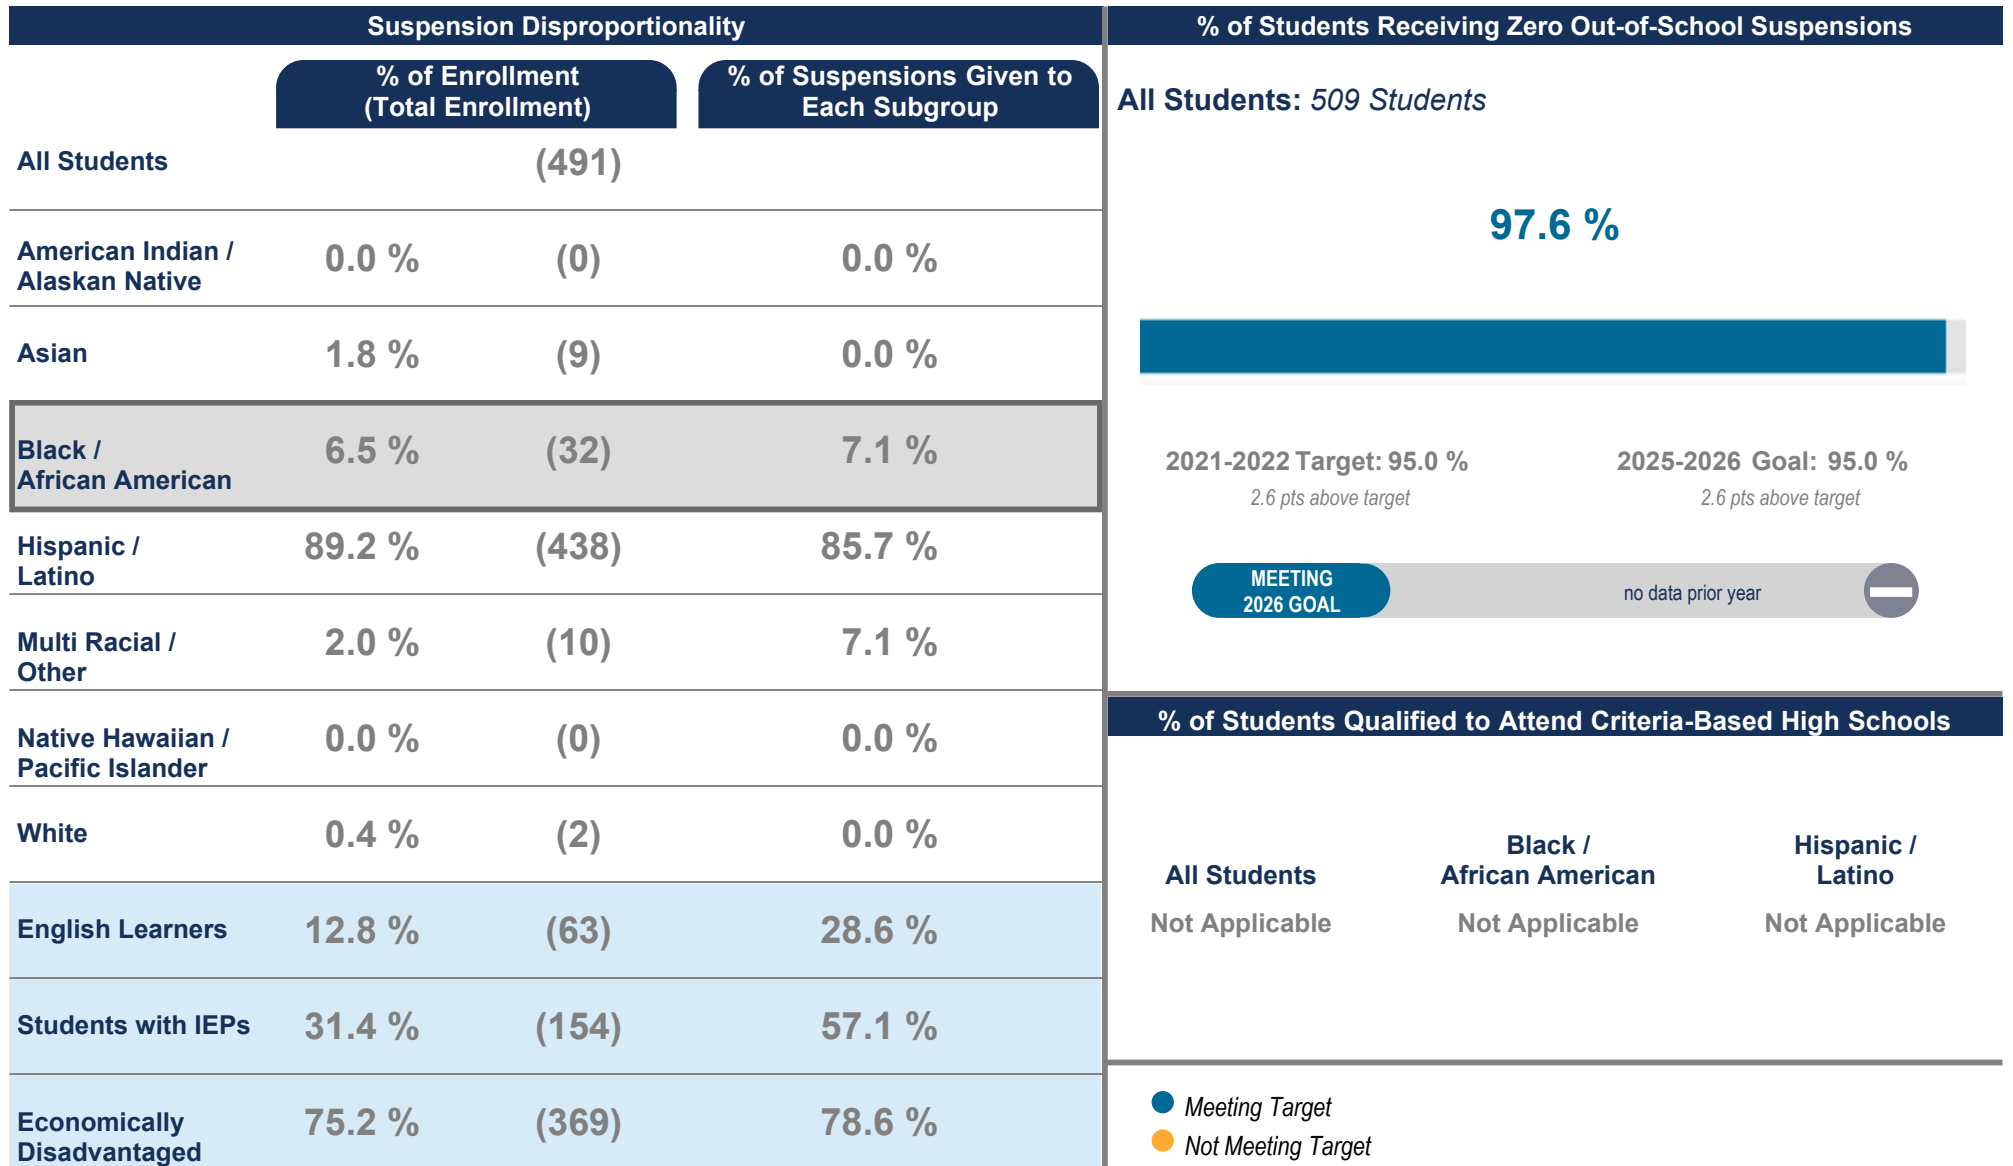 Suspension Disproportionality
% of Enrollment
(Total Enrollment)
% of Suspensions Given to
Each Subgroup
All Students
(491)
American Indian /
Alaskan Native
0.0 %
(0)
0.0 %
Asian
1.8 %
(9)
0.0 %
Black /
African American
6.5 %
(32)
7.1 %
Hispanic /
Latino
89.2 %
(438)
85.7 %
Multi Racial /
Other
2.0 %
(10)
7.1 %
Native Hawaiian /
Pacific Islander
0.0 %
(0)
0.0 %
White
0.4 %
(2)
0.0 %
English Learners
12.8 %
(63)
28.6 %
Students with IEPs
31.4 %
(154)
57.1 %
Economically
Disadvantaged
75.2 %
(369)
78.6 %
% of Students Receiving Zero Out-of-School Suspensions
All Students: 509 Students
97.6 %
2021-2022 Target: 95.0 %
2.6 pts above target
2025-2026 Goal: 95.0 %
2.6 pts above target
MEETING
2026 GOAL
no data prior year
% of Students Qualified to Attend Criteria-Based High Schools
All Students
Not Applicable
Black /
African American
Not Applicable
Hispanic /
Latino
Not Applicable
Meeting Target
Not Meeting Target